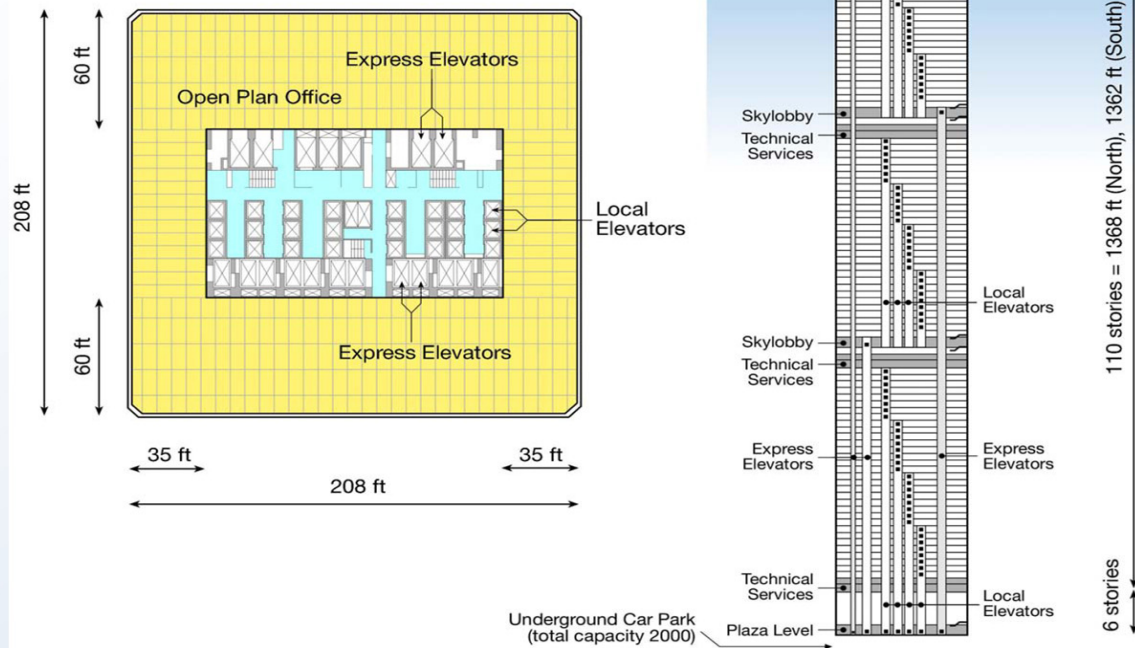 60 ft
208 ft
60 ft
Open Plan Office
Express Elevators
Local
Elevators
Express Elevators
35 ft
35 ft
208 ft
Skylobby
Technical
Services
Local
Elevators
Skylobby
Technical
Services
Express
Elevators
Express
Elevators
Technical
Services
Local
Elevators
Underground Car Park
(total capacity 2000)
Plaza Level
110 stories = 1368 ft (North), 1362 ft (South)
6 stories